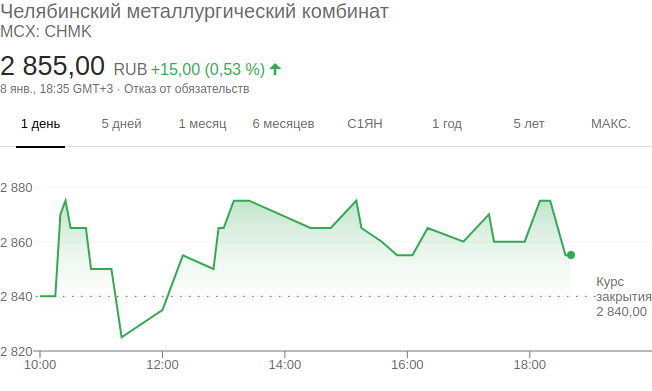 Челябинский металлургический комбинат
MCX: CHMK
2 855,00 RUB +15,00 (0,53 %)
8 янв., 18:35 GMT+3 · Отказ от обязательств
1 день 5 дней 1 месяц 6 месяцев С1ЯН 1 год 5 лет МАКС.
2 880
2 860
2 840
2 820
Курс
закрытия
2 840,00
10:00 12:00 14:00 16:00 18:00